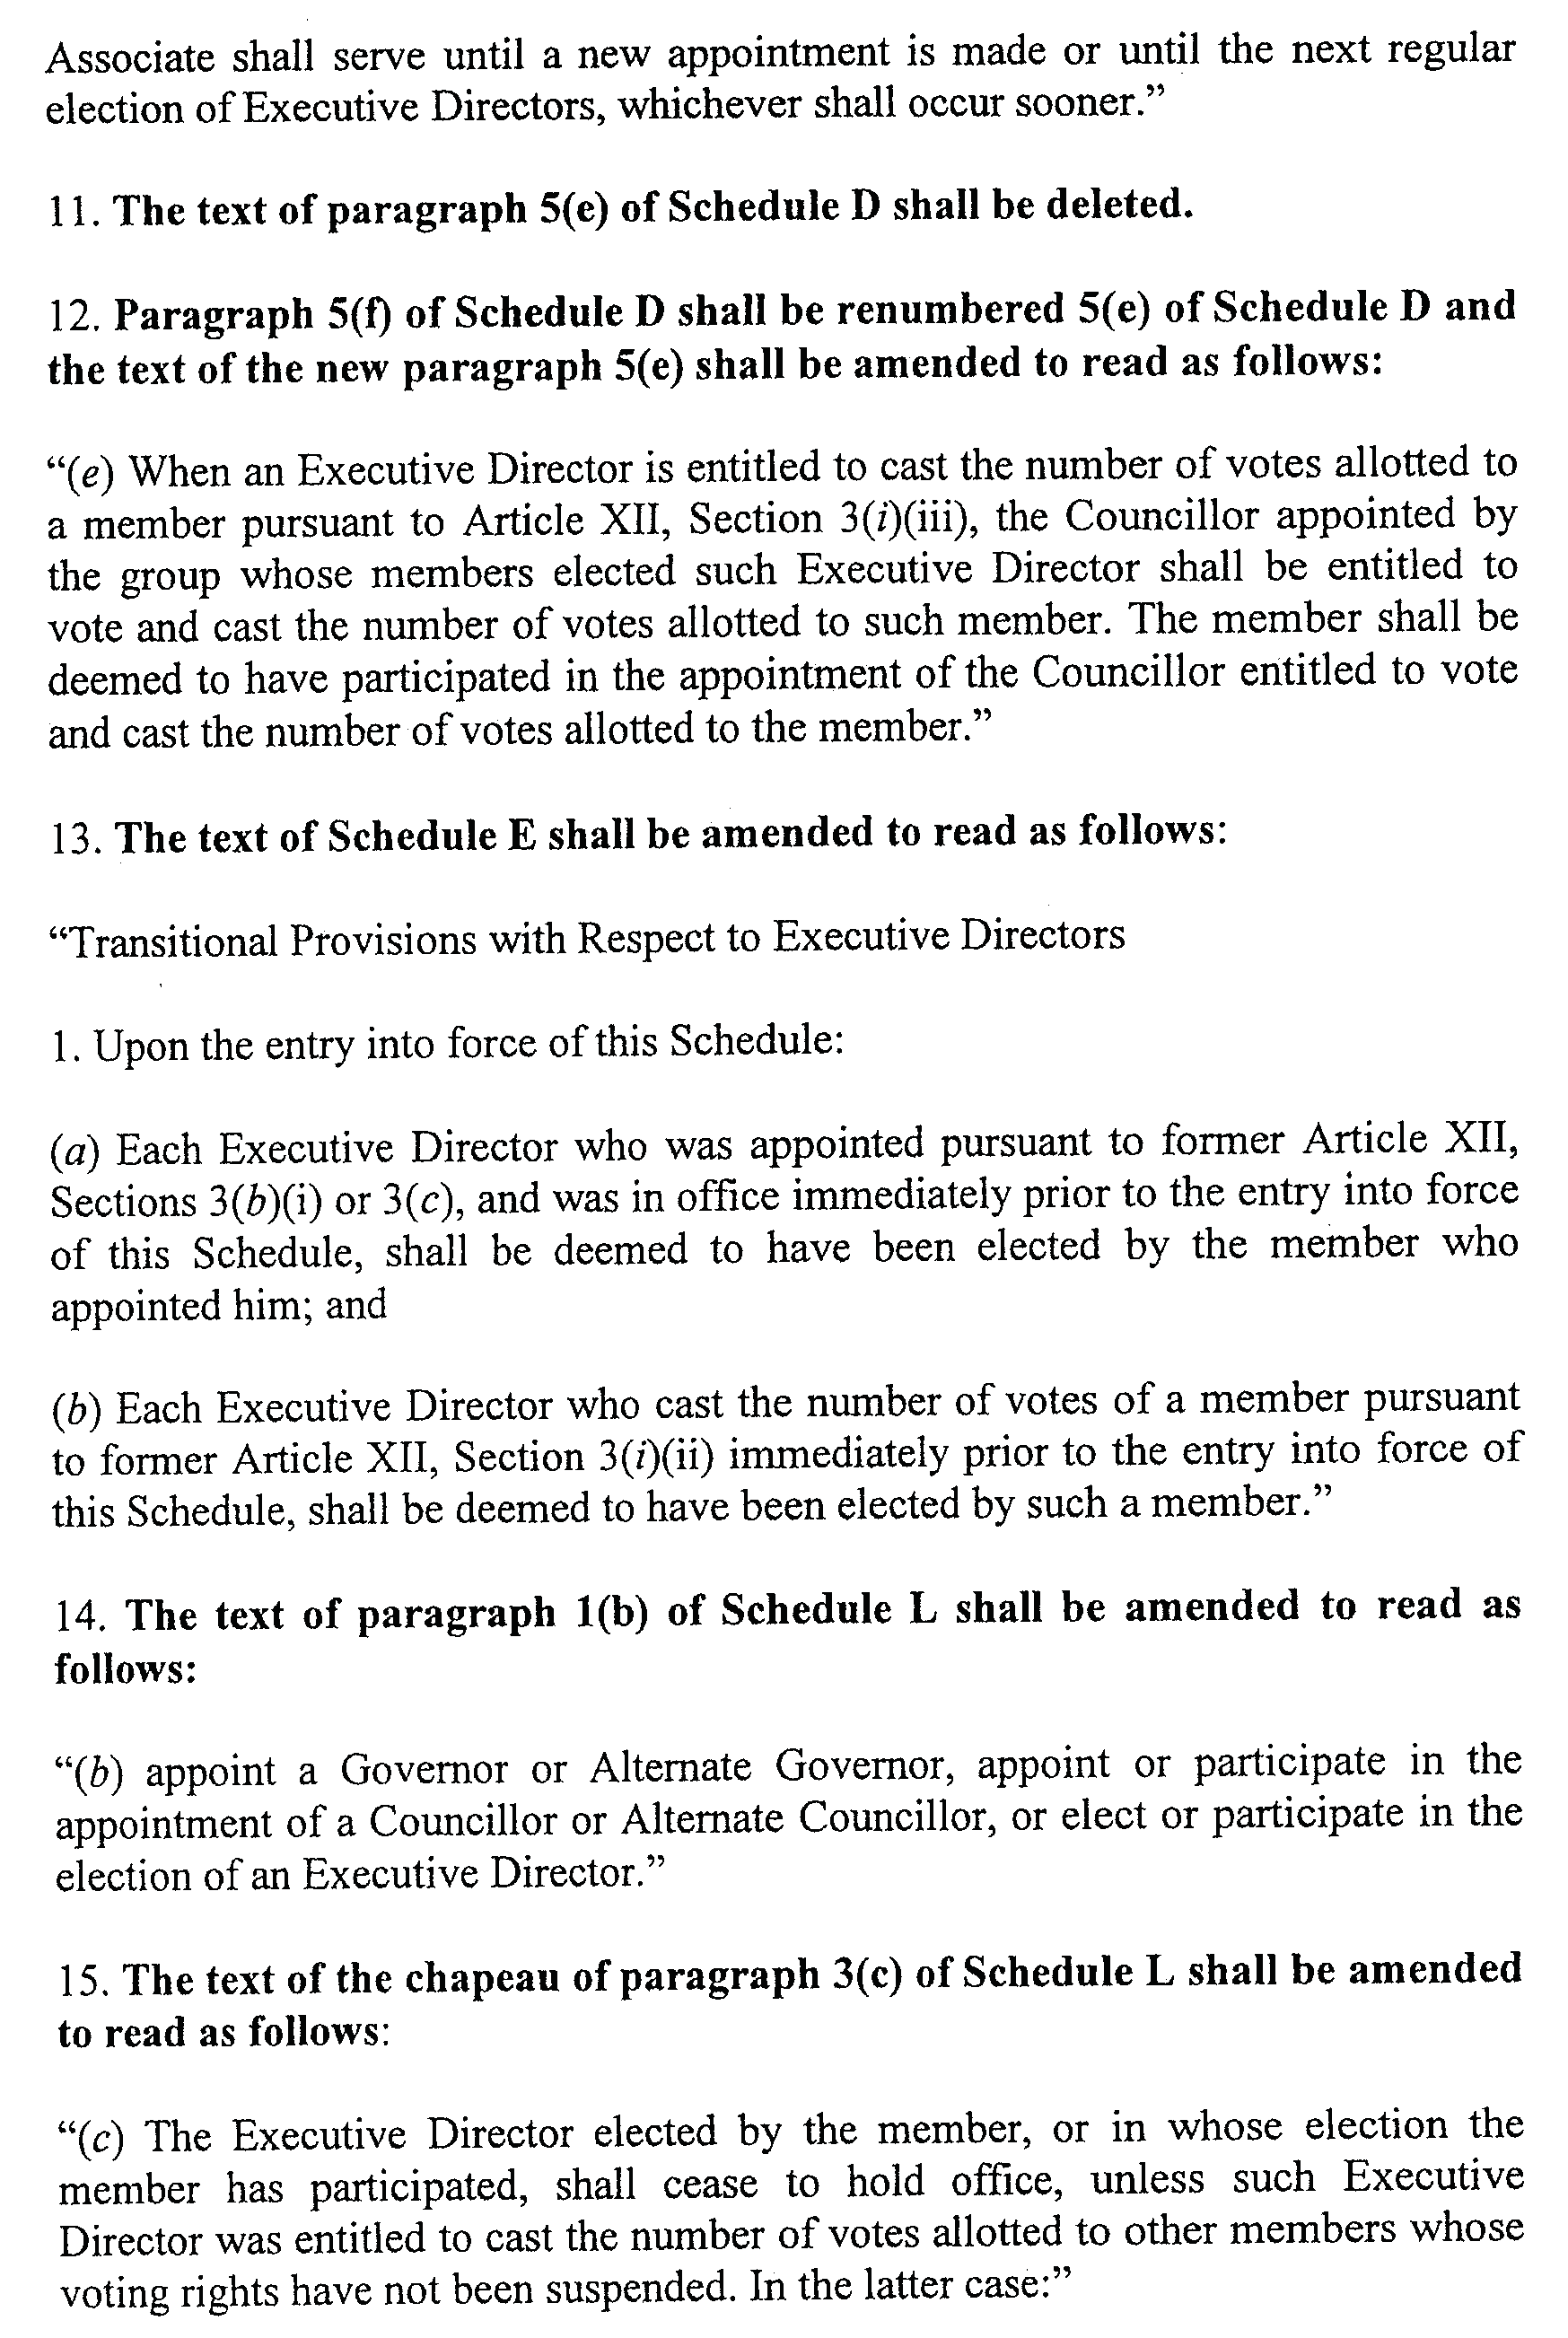 Associate shall serve until a new appointment is made or until the next regular
election of Executive Directors, whichever shall occur sooner.”
11. The text of paragraph 5(e) of Schedule D shall be deleted.
12. Paragraph 5(f) of Schedule D shall be renumbered 5(e) of Schedule D and
the text of the new paragraph 5(e) shall be amended to read as follows:
“(e) When an Executive Director is entitled to cast the number of votes allotted to
a member pursuant to Article XII, Section 3(i)(iii), the Councillor appointed by
the group whose members elected such Executive Director shall be entitled to
vote and cast the number of votes allotted to such member. The member shall be
deemed to have participated in the appointment of the Councillor entitled to vote
and cast the number of votes allotted to the member.”
13. The text of Schedule E shall be amended to read as follows:
“Transitional Provisions with Respect to Executive Directors
1. Upon the entry into force of this Schedule:
(a) Each Executive Director who was appointed pursuant to former Article XII,
Sections 3(b)(i) or 3(c), and was in office immediately prior to the entry into force
of this Schedule, shall be deemed to have been elected by the member who
appointed him; and
(b) Each Executive Director who cast the number of votes of a member pursuant
to former Article XII, Section 3(i)(ii) immediately prior to the entry into force of
this Schedule, shall be deemed to have been elected by such a member.”
14. The text of paragraph 1(b) of Schedule L shall be amended to read as
follows:
“(b) appoint a Governor or Alternate Governor, appoint or participate in the
appointment of a Councillor or Alternate Councillor, or elect or participate in the
election of an Executive Director.”
15. The text of the chapeau of paragraph 3(c) of Schedule L shall be amended
to read as follows:
“(c) The Executive Director elected by the member, or in whose election the
member has participated, shall cease to hold office, unless such Executive
Director was entitled to cast the number of votes allotted to other members whose
voting rights have not been suspended. In the latter case:”